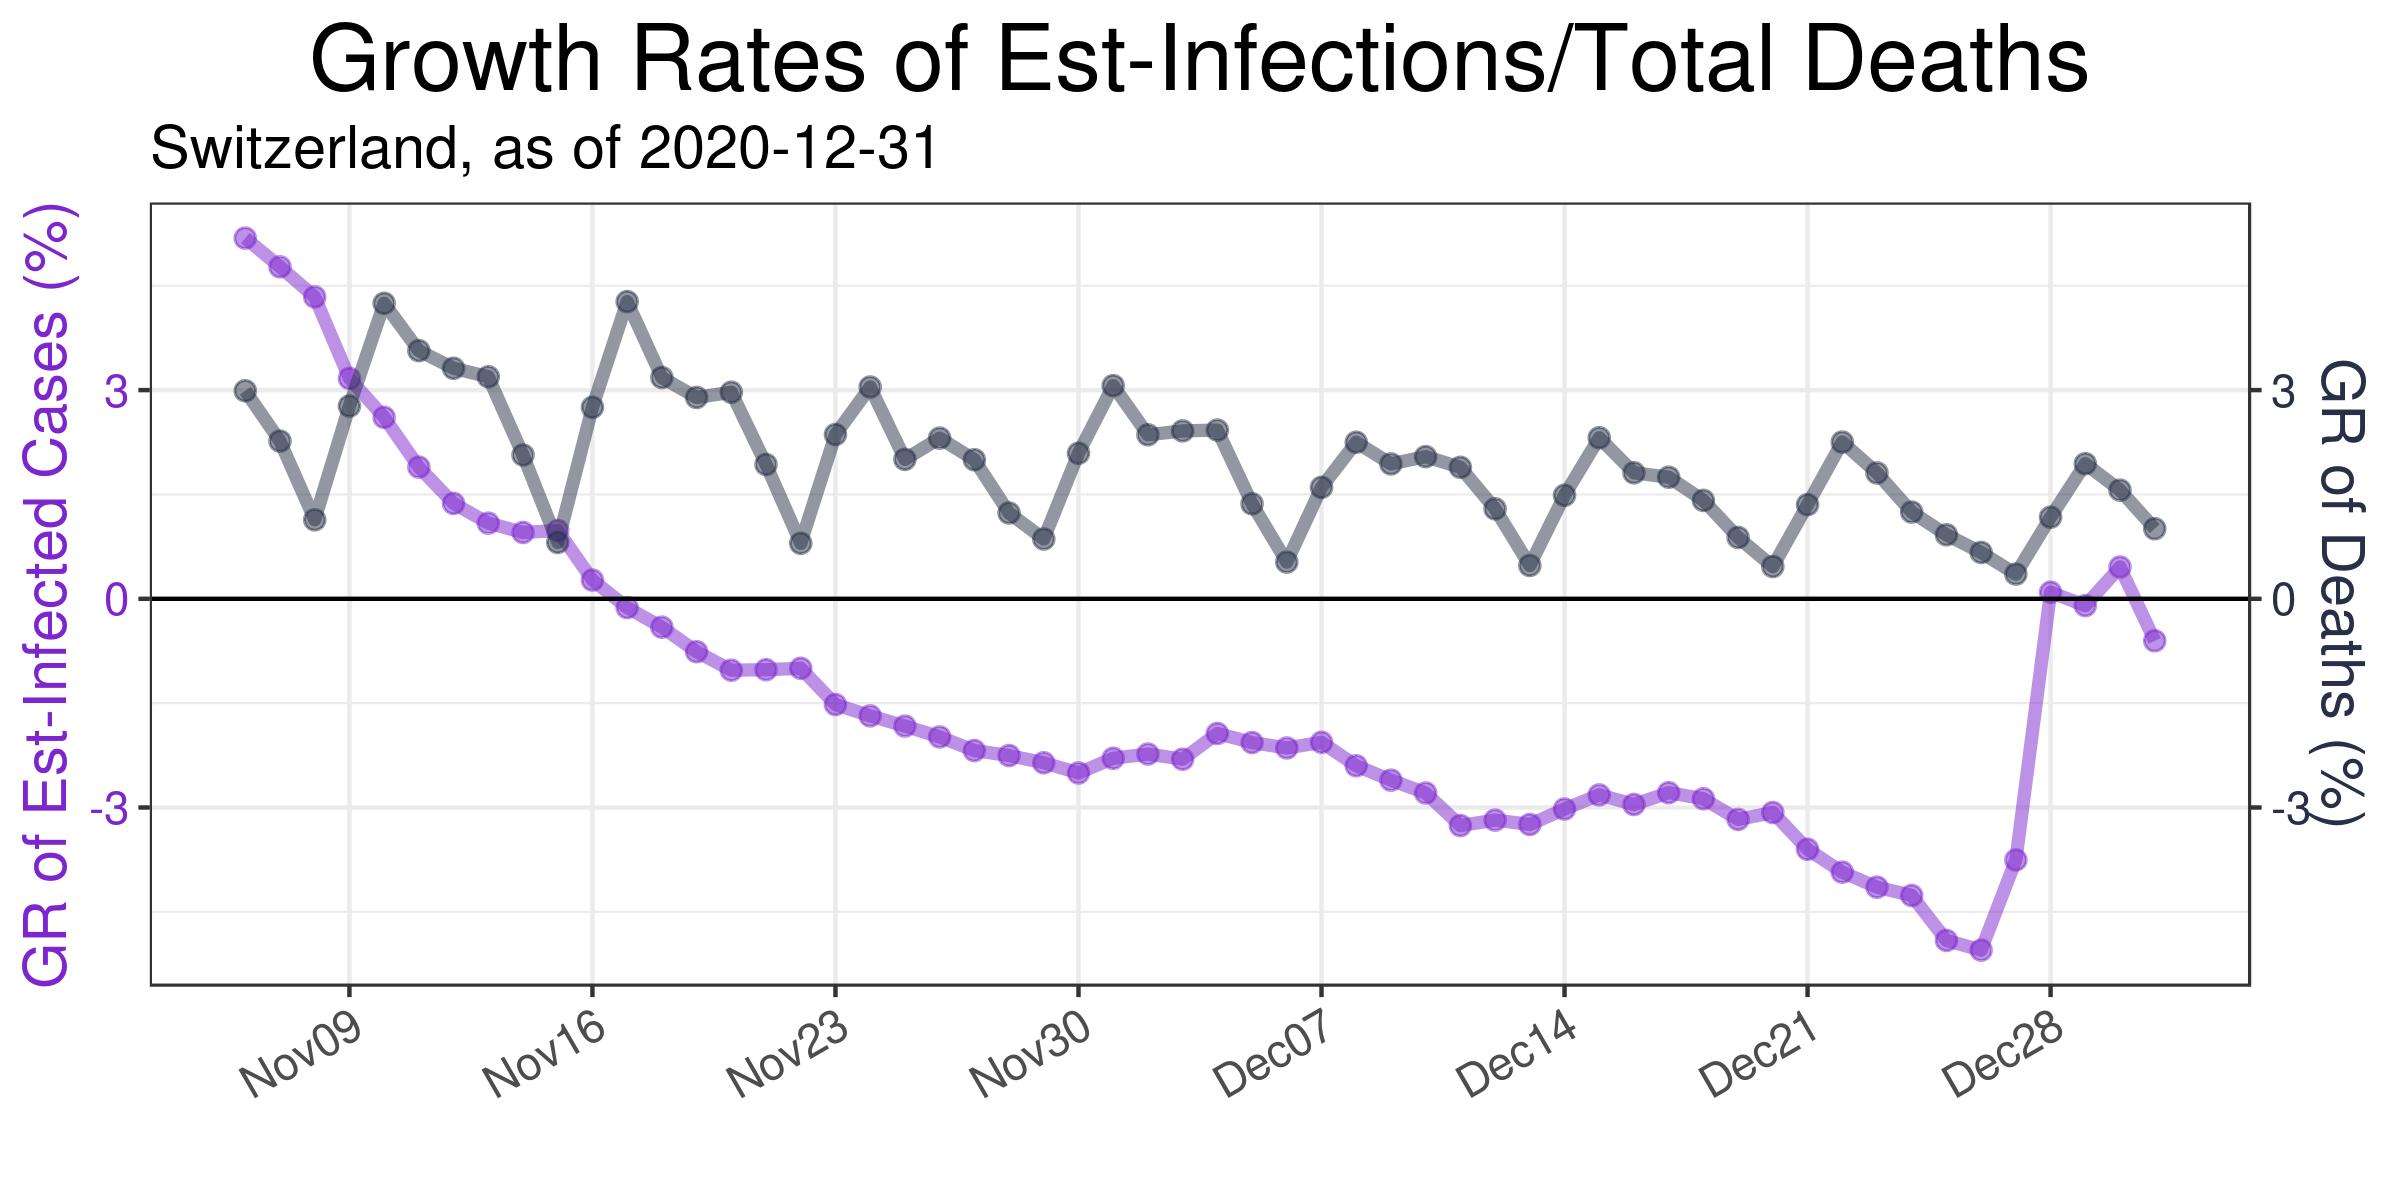 Growth Rates of Est-Infections/Total Deaths
Switzerland, as of 2020-12-31
GR of Est-Infected Cases (%)
3
0
-3
3
0
-3
GR of Deaths (%)
Nov09
Nov16
Nov23
Nov30
Dec07
Dec14
Dec21
Dec28